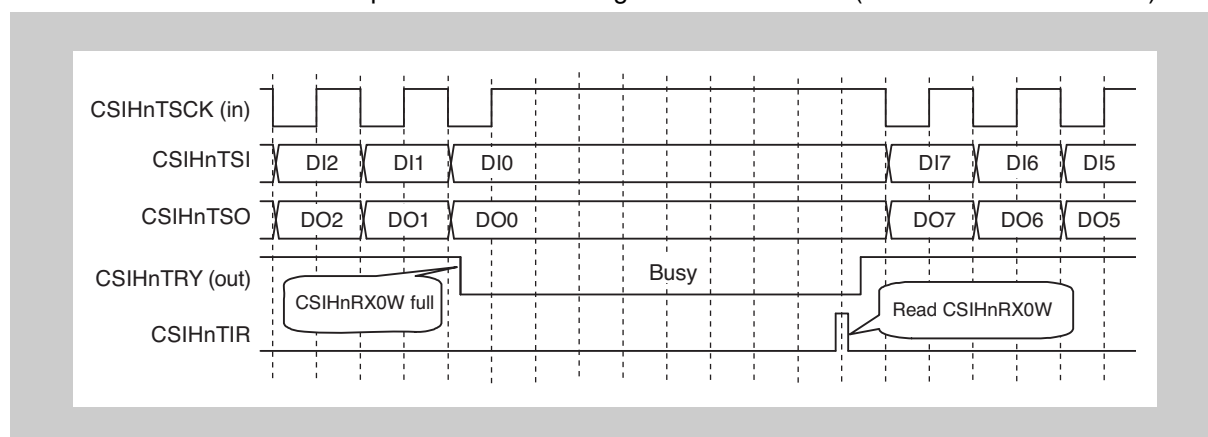 CSIHnTSCK (in)
CSIHnTSI DI2 DI1 DI0 DI7 DI6 DI5
CSIHnTSO DO2 DO1 DO0 DO7 DO6 DO5
CSIHnTRY (out) Busy
CSIHnRX0W full
Read CSIHnRX0W
CSIHnTIR